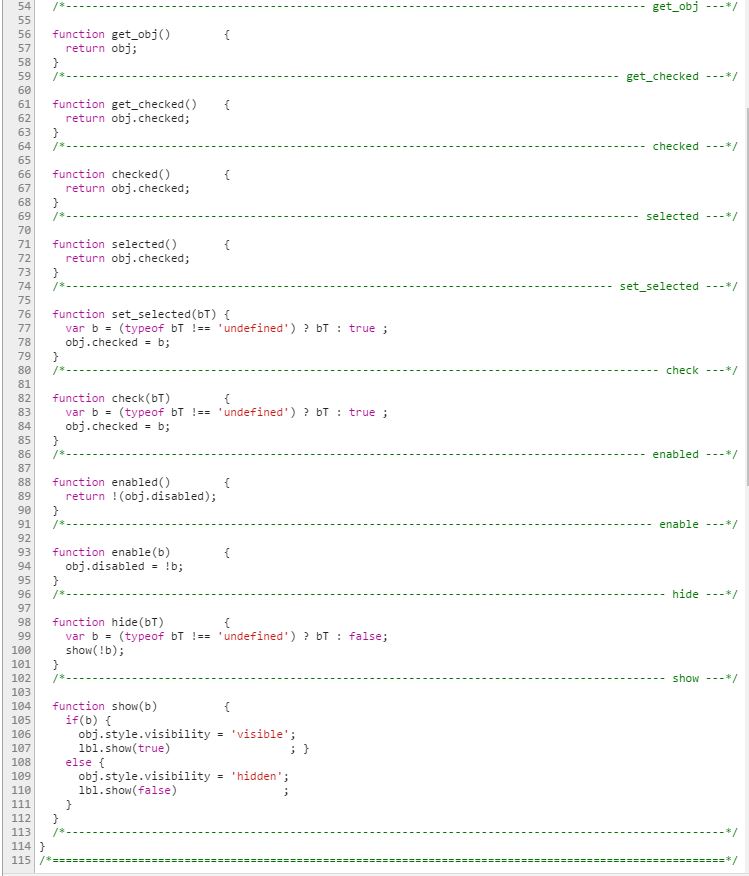 54 /*---------------------------------------------------------------------------------------- get_obj ---*/
55
56 function get_obj()        {
57 return obj;
58 }
59 /*------------------------------------------------------------------------------------ get_checked ---*/
60
61 function get_checked()    {
62 return obj.checked;
63 }
64 /*---------------------------------------------------------------------------------------- checked ---*/
65
66 function checked()        {
67 return obj.checked;
68 }
69 /*--------------------------------------------------------------------------------------- selected ---*/
70
71 function selected()       {
72 return obj.checked;
73 }
74 /*----------------------------------------------------------------------------------- set_selected ---*/
75
76 function set_selected(bT) {
77 var b = (typeof bT !== 'undefined') ? bT : true ;
78 obj.checked = b;
79 }
80 /*------------------------------------------------------------------------------------------ check ---*/
81
82 function check(bT)        {
83 var b = (typeof bT !== 'undefined') ? bT : true ;
84 obj.checked = b;
85 }
86 /*---------------------------------------------------------------------------------------- enabled ---*/
87
88 function enabled()        {
89 return !(obj.disabled);
90 }
91 /*----------------------------------------------------------------------------------------- enable ---*/
92
93 function enable(b)        {
94 obj.disabled = !b;
95 }
96 /*------------------------------------------------------------------------------------------- hide ---*/
97
98 function hide(bT)         {
99 var b = (typeof bT !== 'undefined') ? bT : false;
100 show(!b);
101 }
102 /*------------------------------------------------------------------------------------------- show ---*/
103
104 function show(b)          {
105 if(b) {
106 obj.style.visibility = 'visible';
107 lbl.show(true)                  ; }
108 else {
109 obj.style.visibility = 'hidden';
110 lbl.show(false)                ;
111 }
112 }
113 /*----------------------------------------------------------------------------------------------------*/
114 }
115 /*======================================================================================================*/